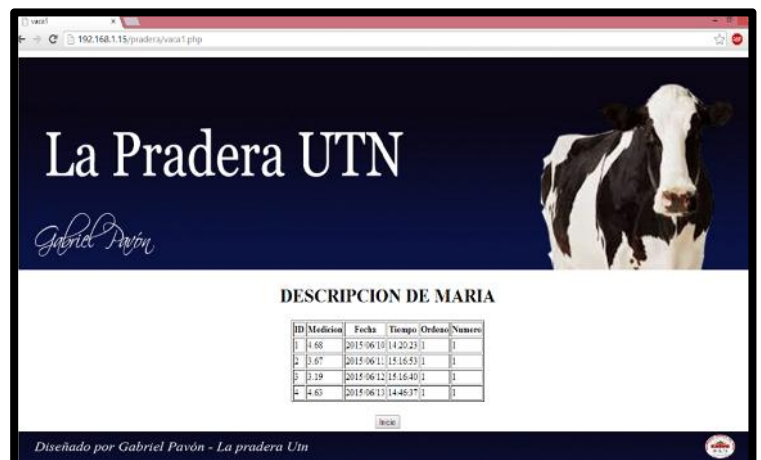 vaca1
192.168.1.15/pradera/vaca1.php
La Pradera UTN
Gabriel Pavón
DESCRIPCION DE MARIA
ID Medicion Fecha Tiempo Ordeno Numero
1 4.68 2015/06/10 14:20:23 1 1
2 3.67 2015/06/11 15:16:53 1 1
3 3.19 2015/06/12 15:16:40 1 1
4 4.63 2015/06/13 14:46:37 1 1
Inicio
Diseñado por Gabriel Pavón - La pradera Utn